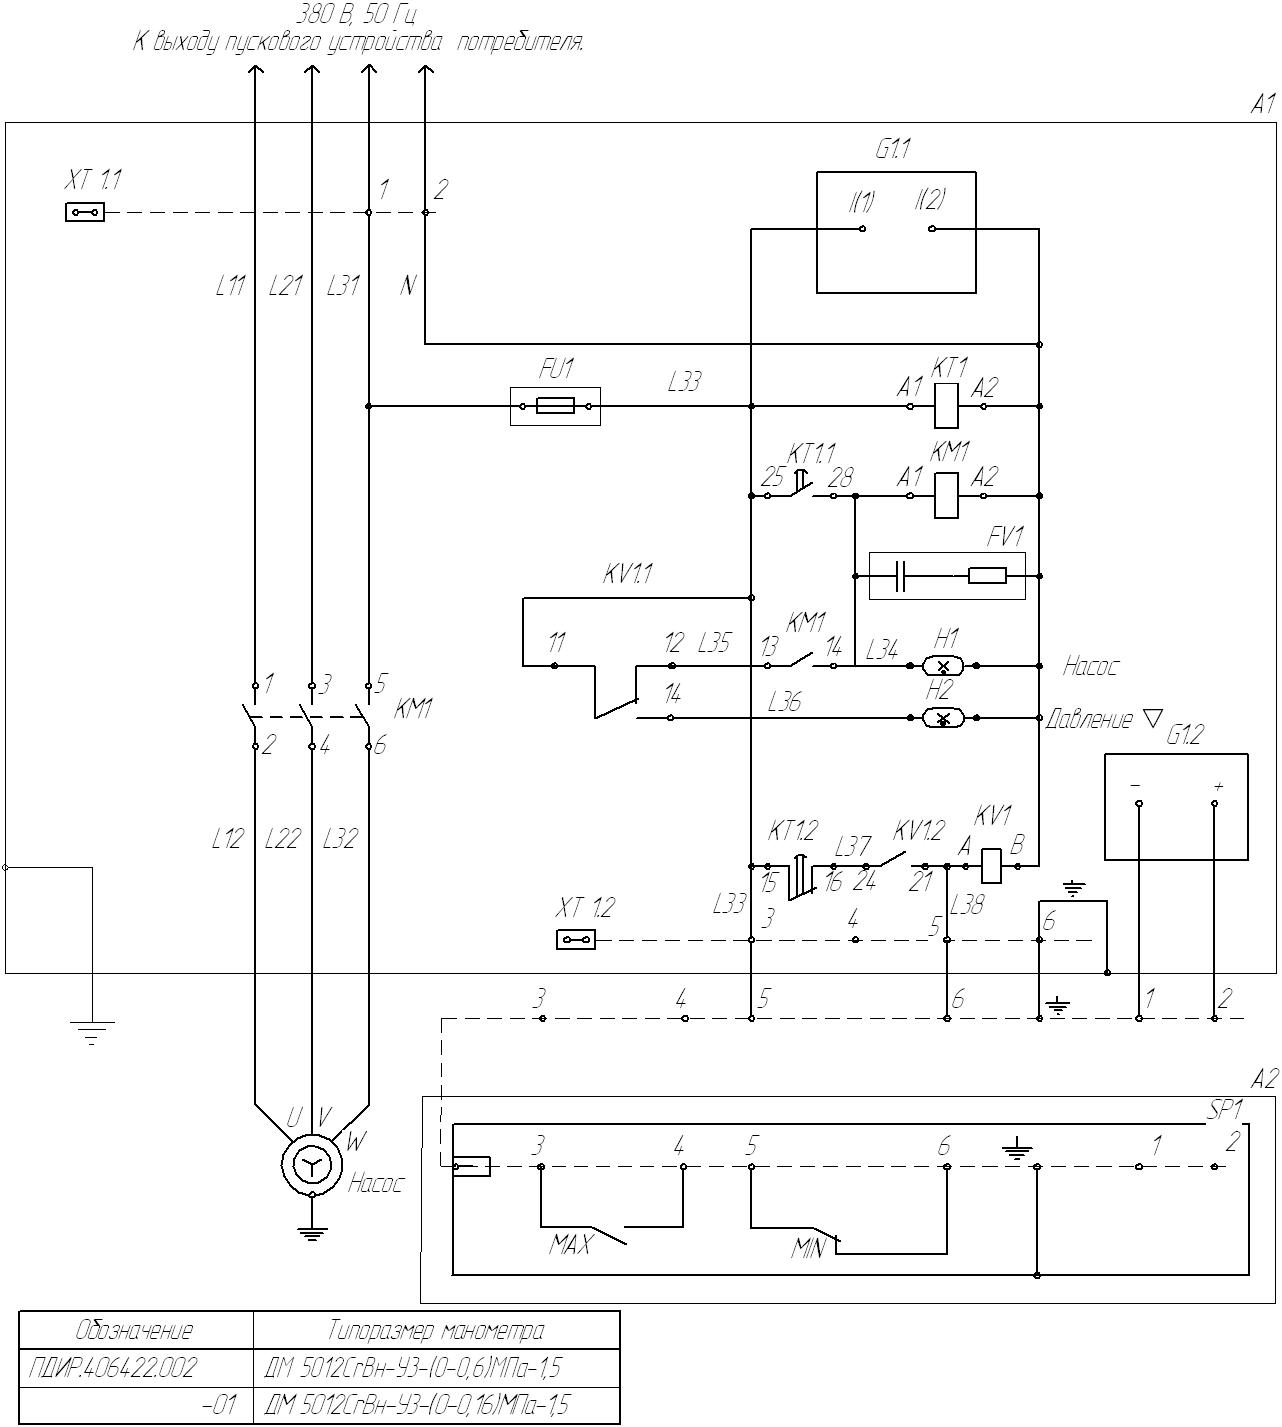 380 В, 50 Гц
К выходу пускового устройства потребителя.
A1
G1.1
XT 1.1
1
2
I(1)
I(2)
L11
L21
L31
N
FU1
L33
KT1
A1
A2
KT1.1
KM1
25
28
A1
A2
FV1
KV1.1
KM1
H1
11
12
L35
13
14
L34
Насос
1
3
5
KM1
14
L36
H2
Давление
G1.2
2
4
6
-
+
L12
L22
L32
KT1.2
L37
KV1.2
KV1
A
B
15
16
24
21
XT 1.2
L33
3
4
5
L38
6
3
4
5
6
1
2
A2
SP1
U
V
W
Насос
3
4
5
6
1
2
MAX
MIN
Обозначение
Типоразмер манометра
ПДИР.406422.002
ДМ 5012СгВн-У3-(0-0,6)МПа-1,5
-01
ДМ 5012СгВн-У3-(0-0,16)МПа-1,5